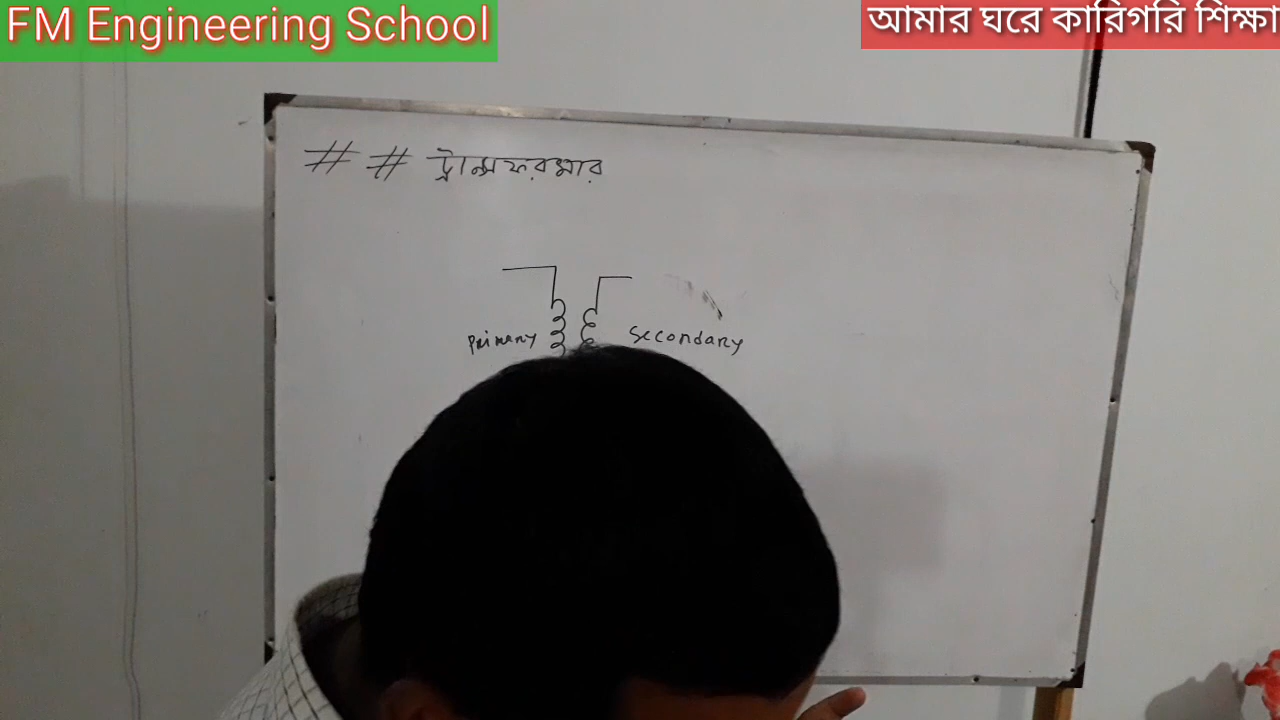 FM Engineering School
আমার ঘরে কারিগরি শিক্ষা
# # ট্রান্সফরমার
Primary
Secondary